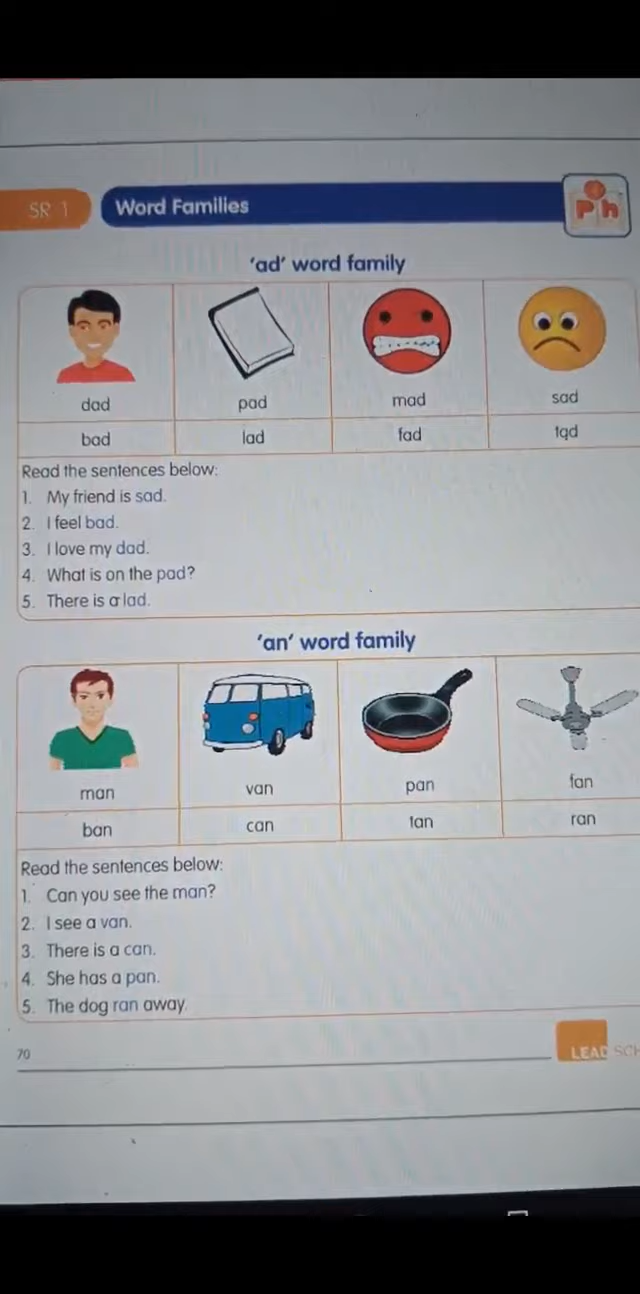 SR 1 Word Families
Ph
'ad' word family
dad pad mad sad
bad lad fad tad
Read the sentences below:
1. My friend is sad.
2. I feel bad.
3. I love my dad.
4. What is on the pad?
5. There is a lad.
'an' word family
man van pan fan
ban can tan ran
Read the sentences below:
1. Can you see the man?
2. I see a van.
3. There is a can.
4. She has a pan.
5. The dog ran away.
70
LEAD SCH